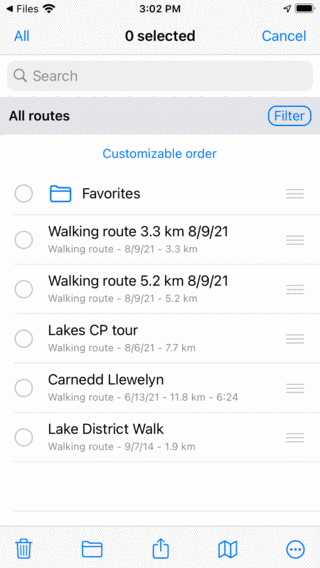 Files 3:02 PM
All 0 selected Cancel
Search
All routes Filter
Customizable order
Favorites
Walking route 3.3 km 8/9/21
Walking route - 8/9/21 - 3.3 km
Walking route 5.2 km 8/9/21
Walking route - 8/9/21 - 5.2 km
Lakes CP tour
Walking route - 8/6/21 - 7.7 km
Carnedd Llewelyn
Walking route - 6/13/21 - 11.8 km - 6:24
Lake District Walk
Walking route - 9/7/14 - 1.9 km